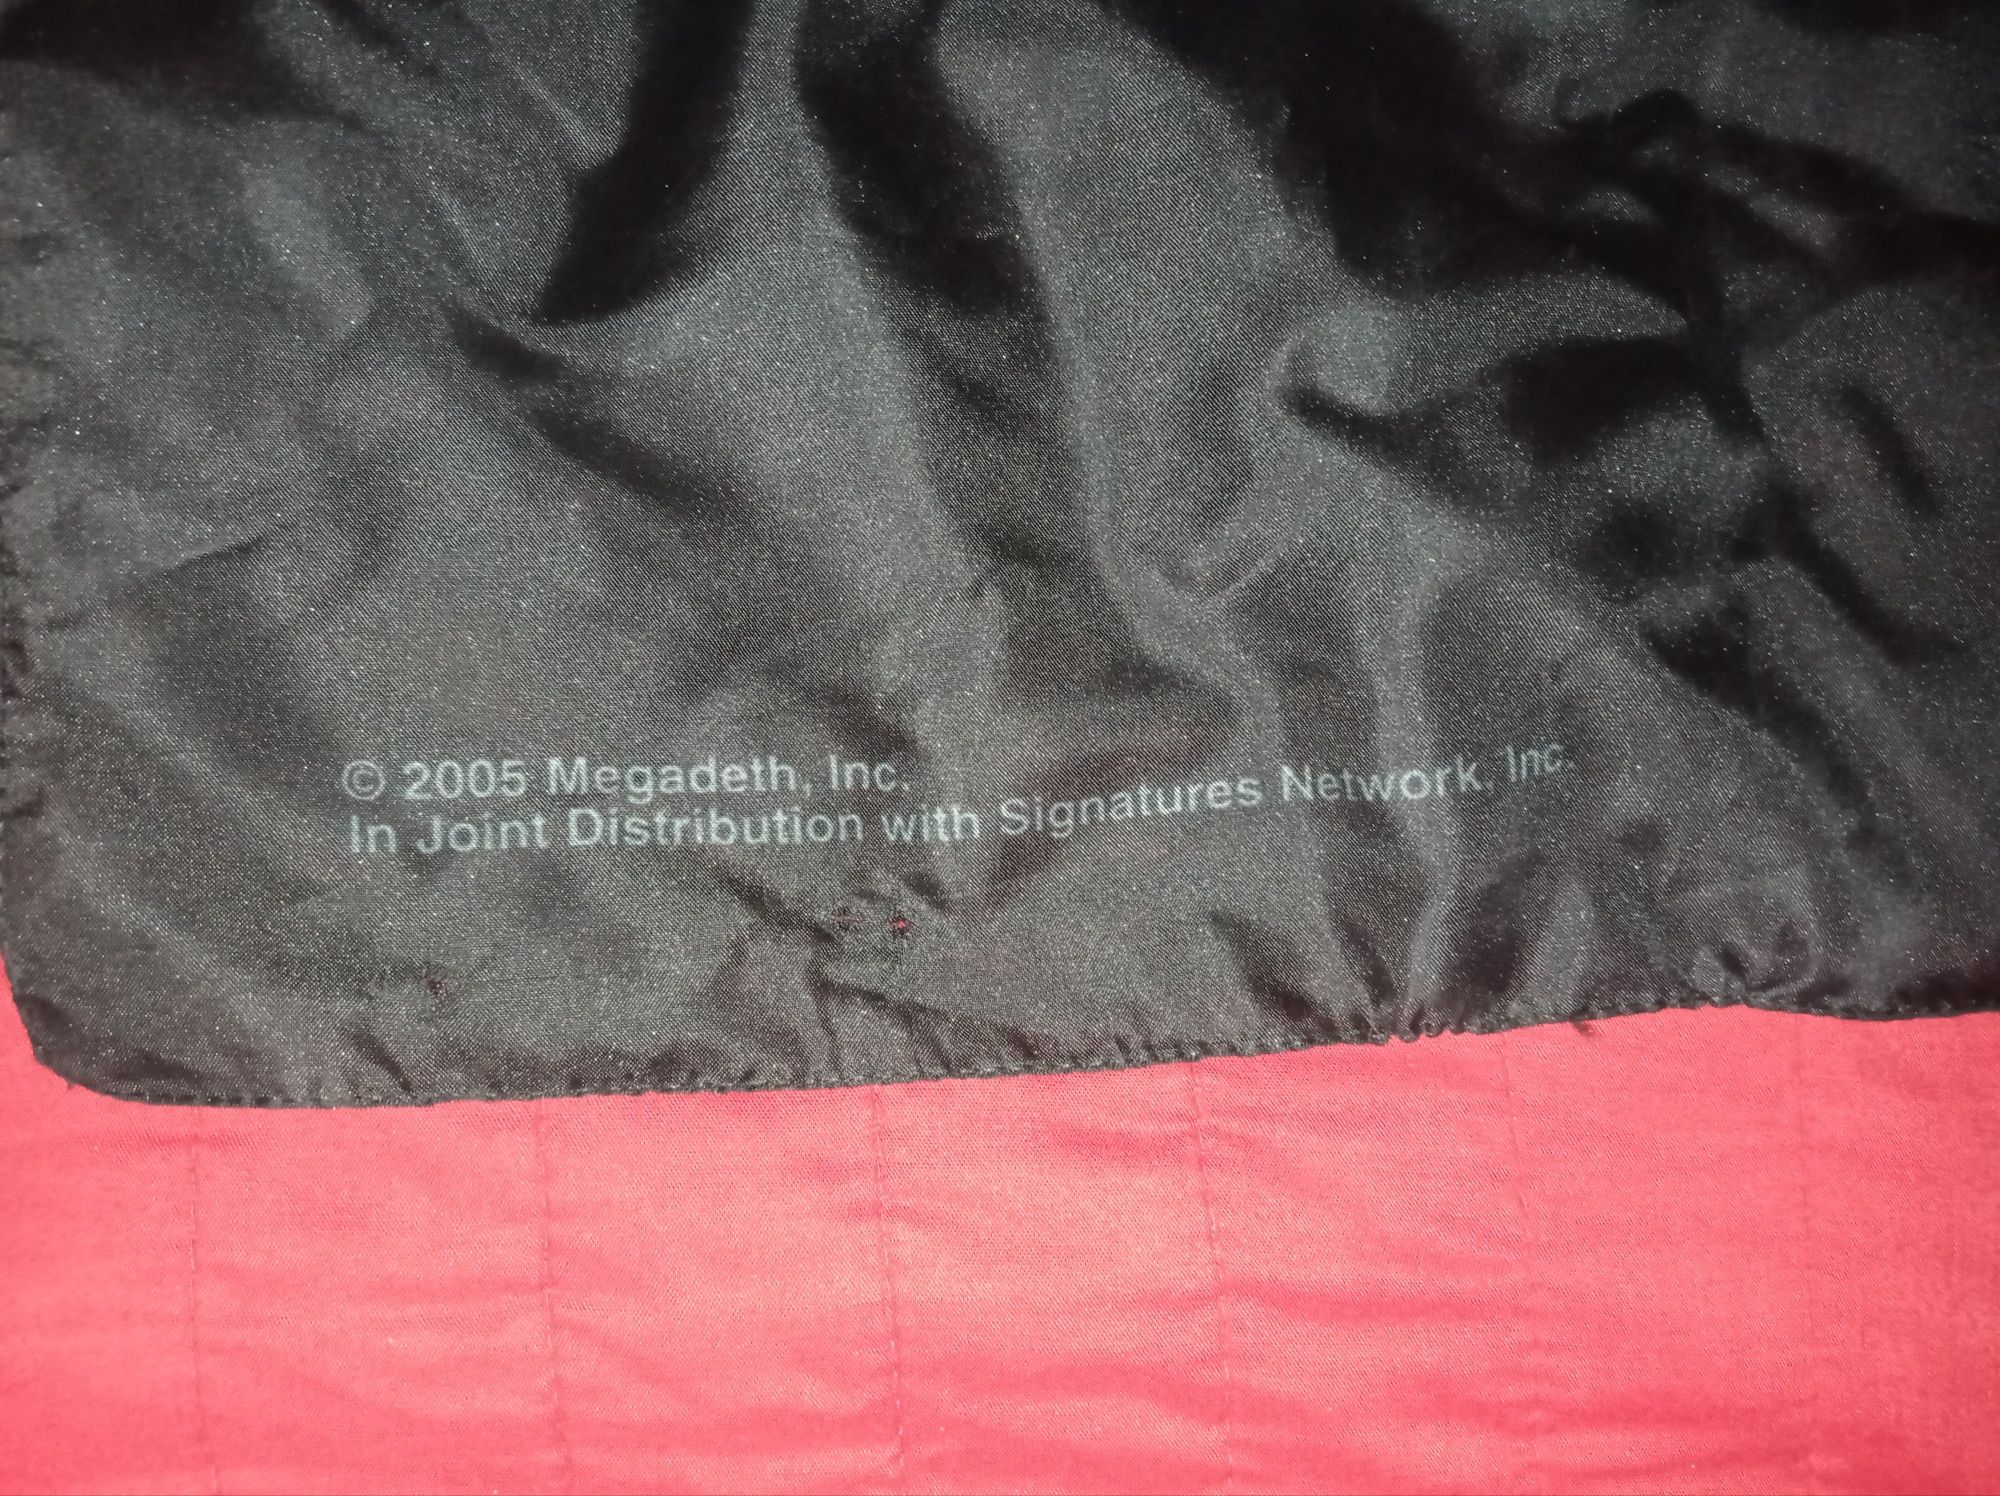 © 2005 Megadeth, Inc.
In Joint Distribution with Signatures Network, Inc.